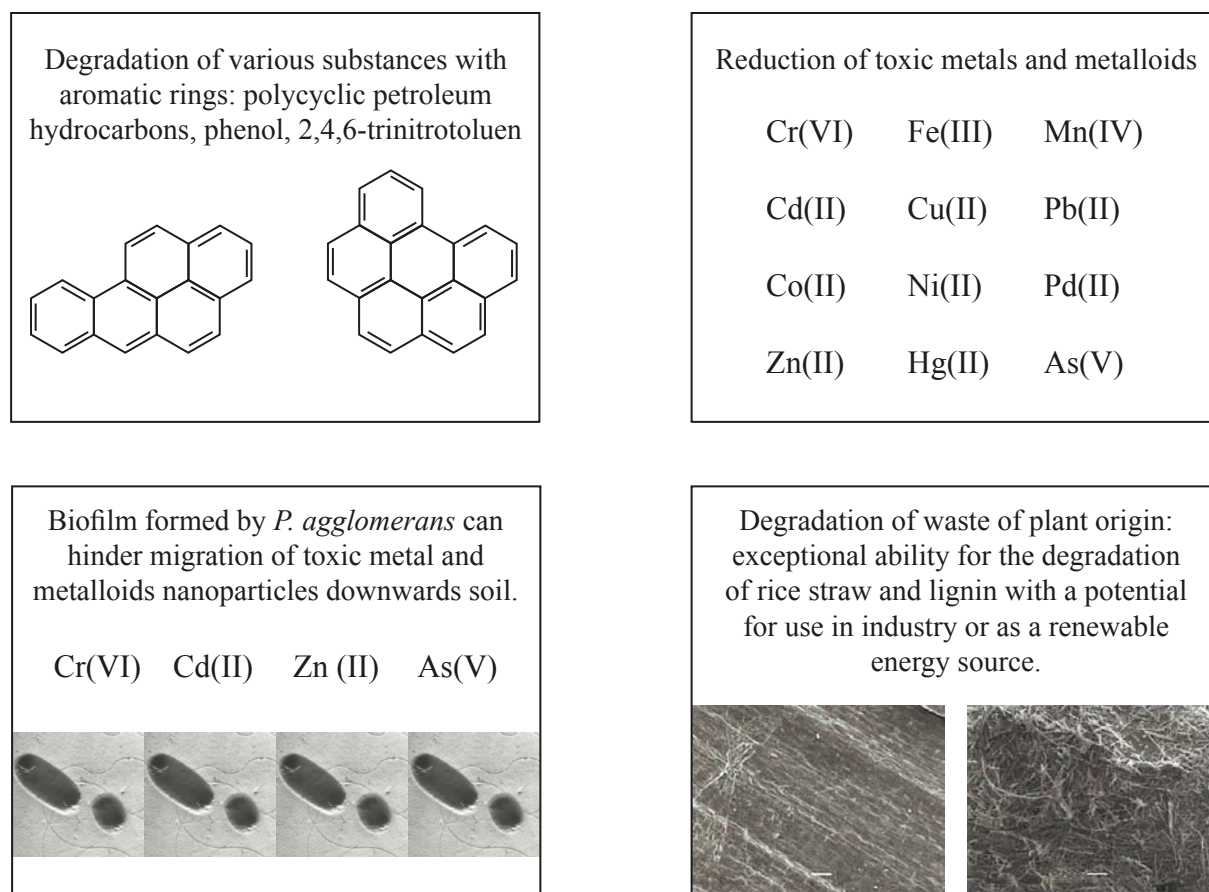 Degradation of various substances with
aromatic rings: polycyclic petroleum
hydrocarbons, phenol, 2,4,6-trinitrotoluen
Reduction of toxic metals and metalloids
Cr(VI) Fe(III) Mn(IV)
Cd(II) Cu(II) Pb(II)
Co(II) Ni(II) Pd(II)
Zn(II) Hg(II) As(V)
Biofilm formed by P. agglomerans can
hinder migration of toxic metal and
metalloids nanoparticles downwards soil.
Cr(VI) Cd(II) Zn (II) As(V)
Degradation of waste of plant origin:
exceptional ability for the degradation
of rice straw and lignin with a potential
for use in industry or as a renewable
energy source.